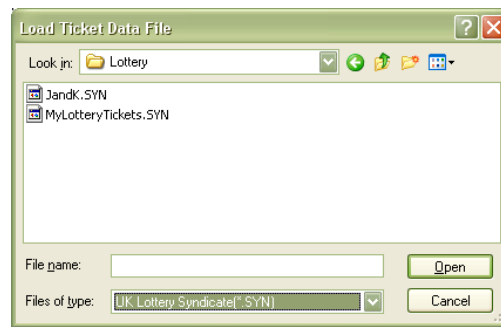 Load Ticket Data File
Look in: Lottery
JandK.SYN
MyLotteryTickets.SYN
File name: Open
Files of type: UK Lottery Syndicate(*.SYN) Cancel